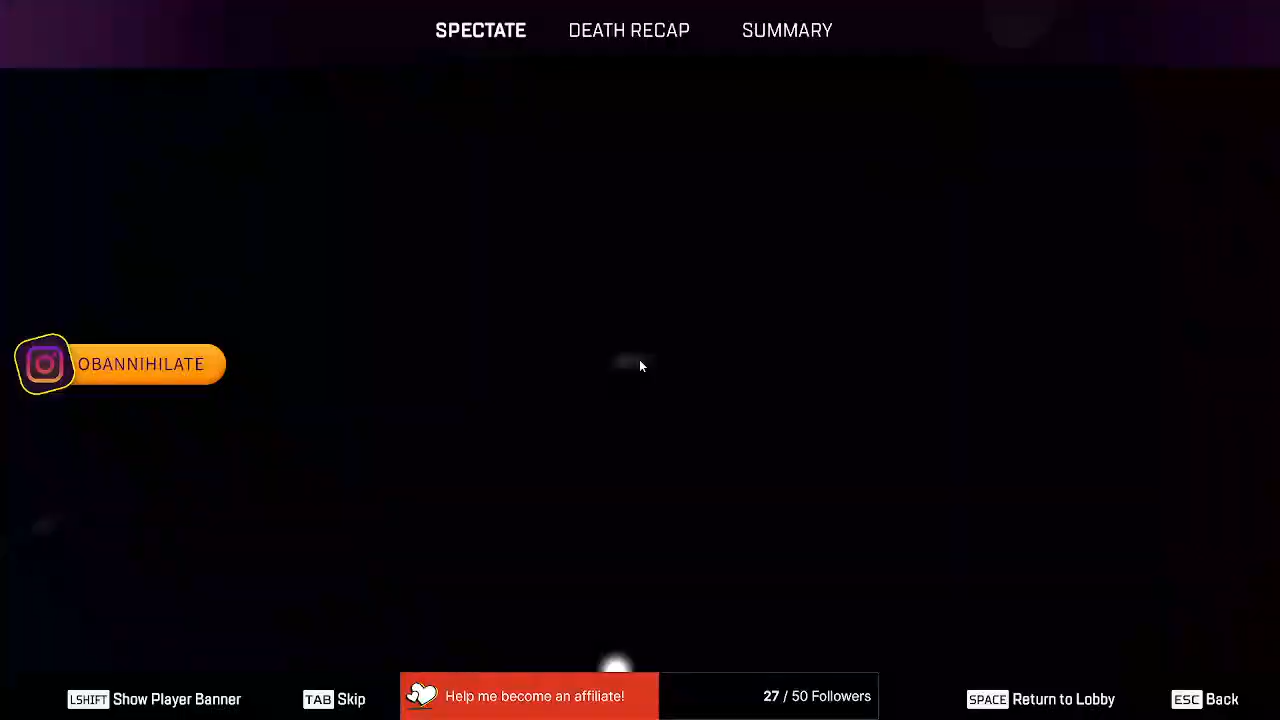 SPECTATE DEATH RECAP SUMMARY
OBANNIHILATE
LSHIFT Show Player Banner TAB Skip Help me become an affiliate! 27 / 50 Followers SPACE Return to Lobby ESC Back